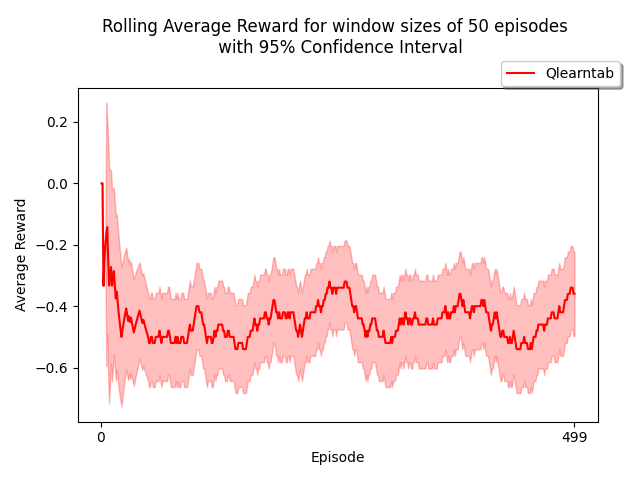 Rolling Average Reward for window sizes of 50 episodes
with 95% Confidence Interval
Qlearntab
0.2
0.0
−0.2
−0.4
−0.6
Average Reward
0 499
Episode